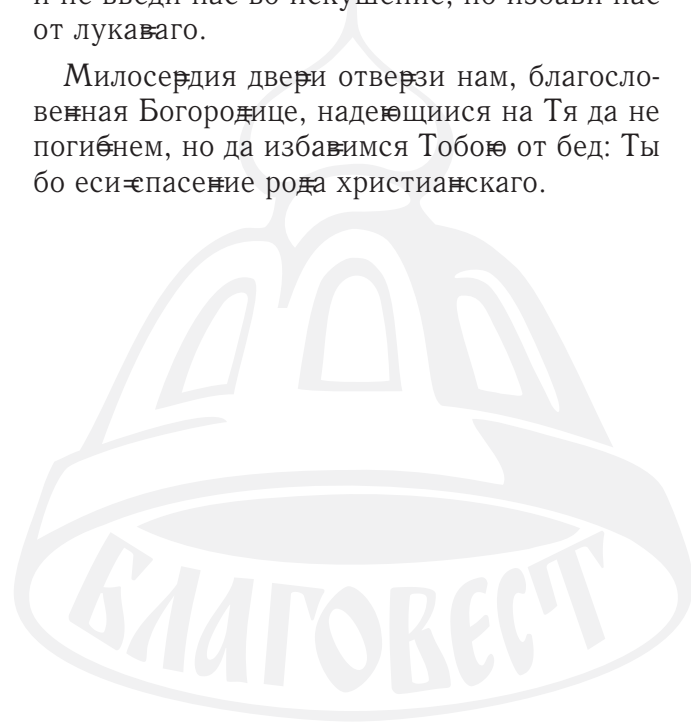 и не введи нас во искушение, но избави нас
от лукаваго.
Милосердия двери отверзи нам, благосло-
венная Богородице, надеющиися на Тя да не
погибнем, но да избавимся Тобою от бед: Ты
бо еси спасение рода христианскаго.
БЛАГОВЕСТ